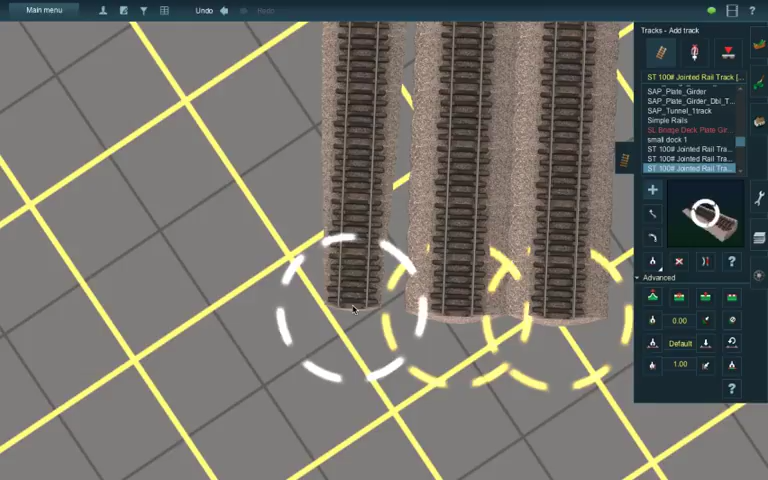 Main menu
Undo
Redo
?
Tracks - Add track
ST 100# Jointed Rail Track [...
SAP_Plate_Girder
SAP_Plate_Girder_Dbl_T...
SAP_Tunnel_1track
Simple Rails
SL Bridge Deck Plate Gir...
small dock 1
ST 100# Jointed Rail Tra...
ST 100# Jointed Rail Tra...
ST 100# Jointed Rail Tra...
?
Advanced
0.00
Default
1.00
?